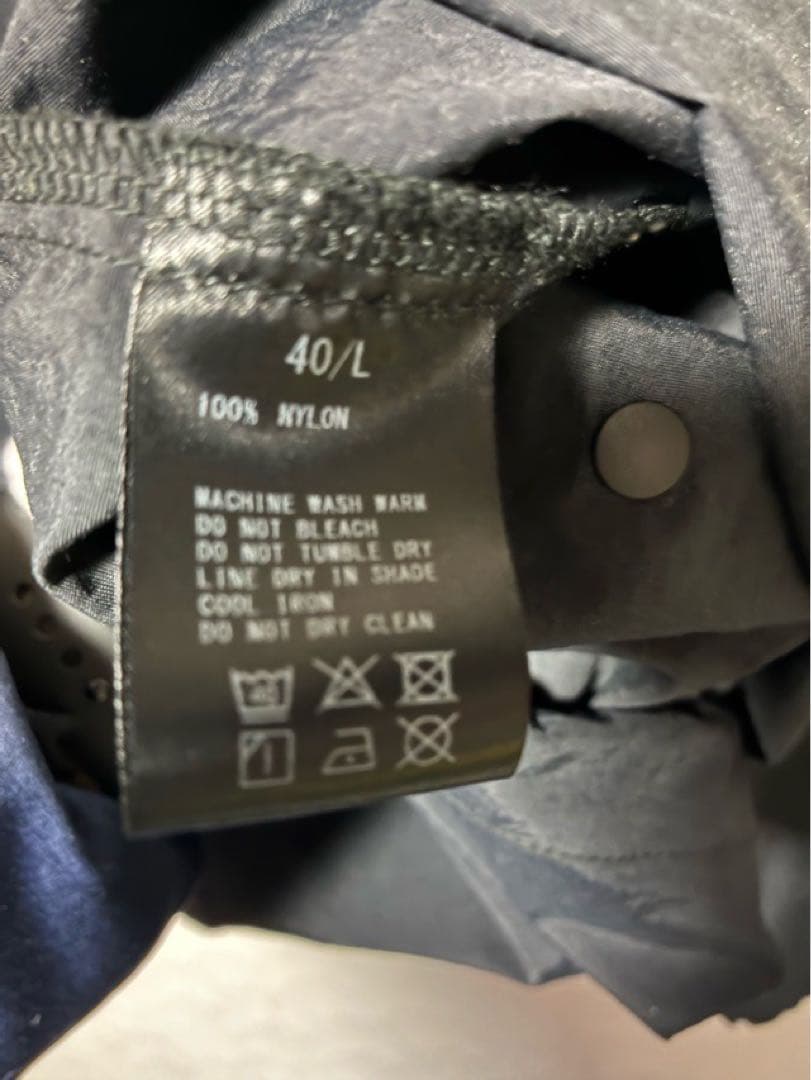 40/L
100% NYLON
MACHINE WASH WARM
DO NOT BLEACH
DO NOT TUMBLE DRY
LINE DRY IN SHADE
COOL IRON
DO NOT DRY CLEAN
40